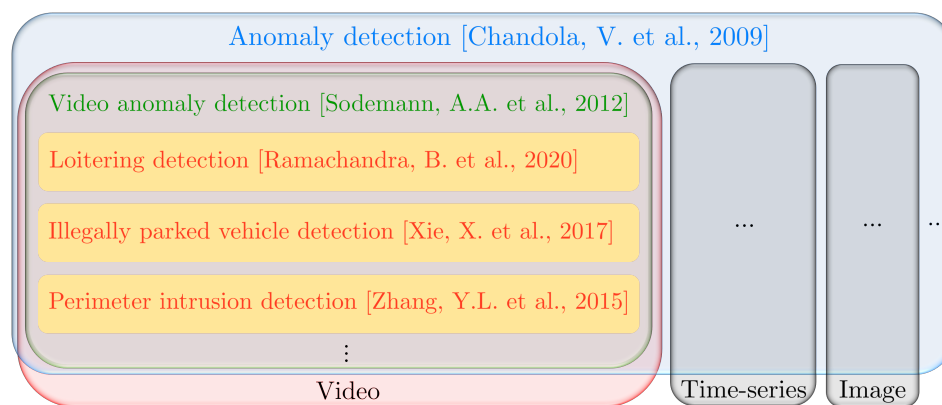 Anomaly detection [Chandola, V. et al., 2009]
Video anomaly detection [Sodemann, A.A. et al., 2012]
Loitering detection [Ramachandra, B. et al., 2020]
Illegally parked vehicle detection [Xie, X. et al., 2017]
... ... ...
Perimeter intrusion detection [Zhang, Y.L. et al., 2015]
⋮
Video Time-series Image